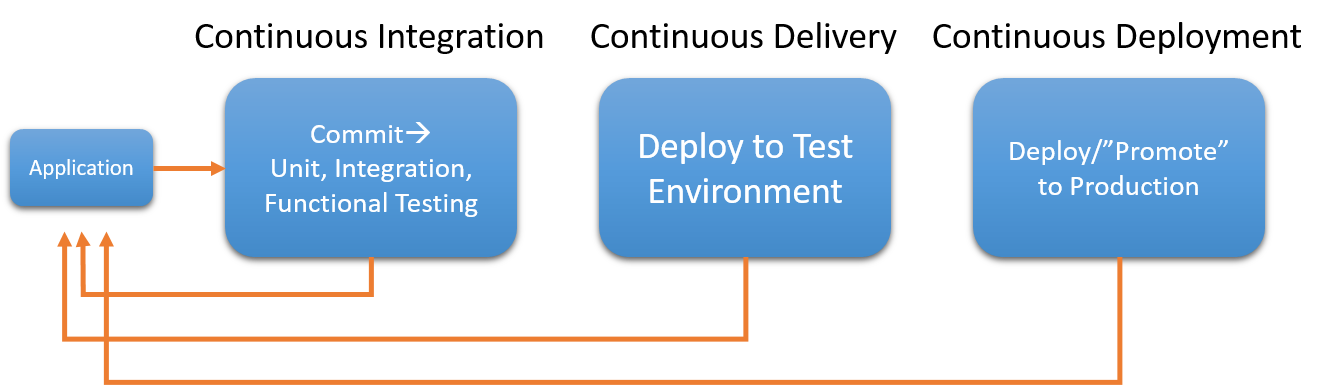 Continuous Integration
Continuous Delivery
Continuous Deployment
Application
Commit→
Unit, Integration,
Functional Testing
Deploy to Test
Environment
Deploy/”Promote”
to Production